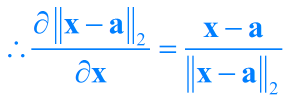 ∴ ∂‖x − a‖₂ / ∂x = (x − a) / ‖x − a‖₂